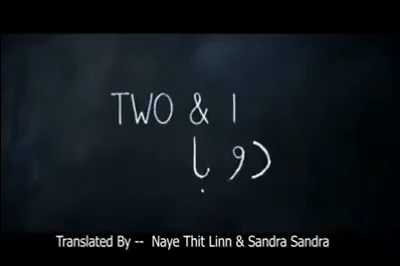 TWO & 1
دو با
Translated By -- Naye Thit Linn & Sandra Sandra